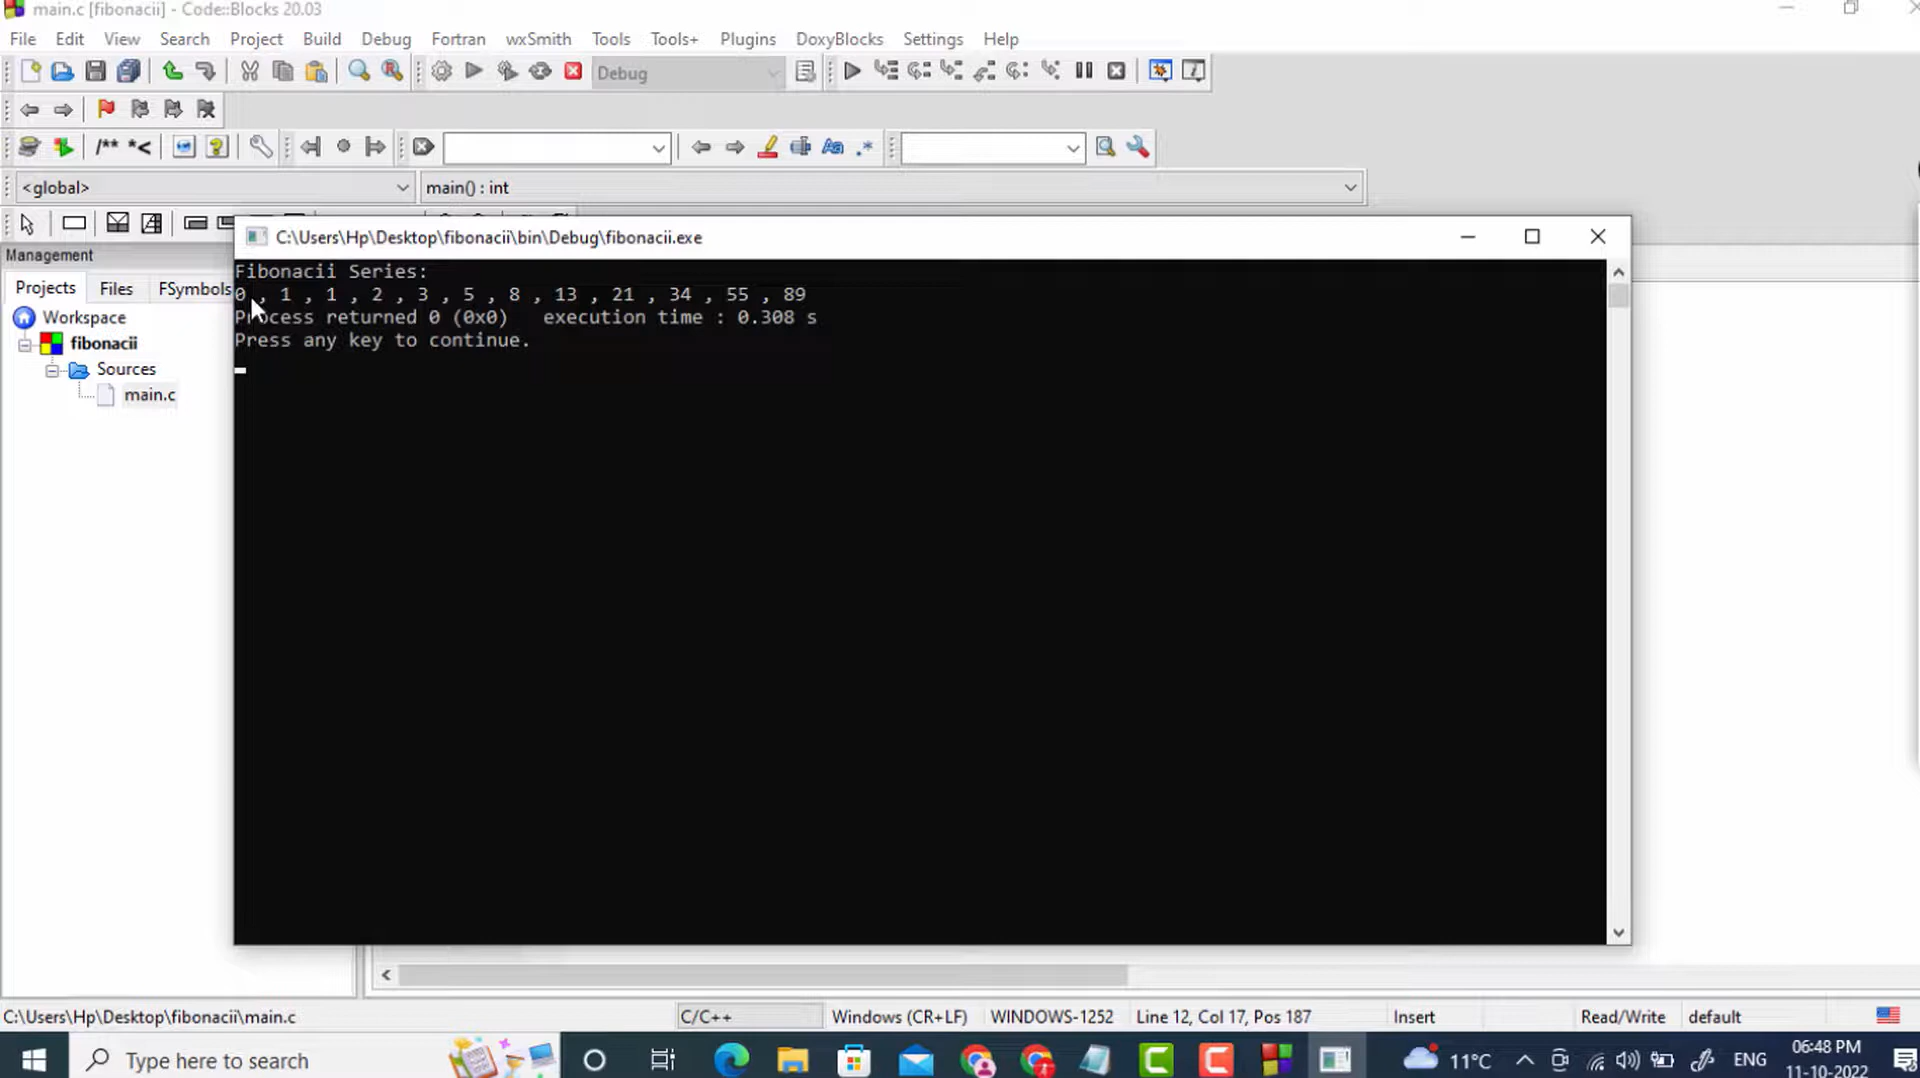 main.c [fibonacii] - Code::Blocks 20.03
File Edit View Search Project Build Debug Fortran wxSmith Tools Tools+ Plugins DoxyBlocks Settings Help
Debug
/** *<
Aa .*
<global> main() : int
C:\Users\Hp\Desktop\fibonacii\bin\Debug\fibonacii.exe
Management
Projects Files FSymbols
Fibonacii Series:
0 , 1 , 1 , 2 , 3 , 5 , 8 , 13 , 21 , 34 , 55 , 89
Process returned 0 (0x0)   execution time : 0.308 s
Press any key to continue.
Workspace
fibonacii
Sources
main.c
C:\Users\Hp\Desktop\fibonacii\main.c C/C++ Windows (CR+LF) WINDOWS-1252 Line 12, Col 17, Pos 187 Insert Read/Write default
Type here to search 11°C ENG 06:48 PM
11-10-2022